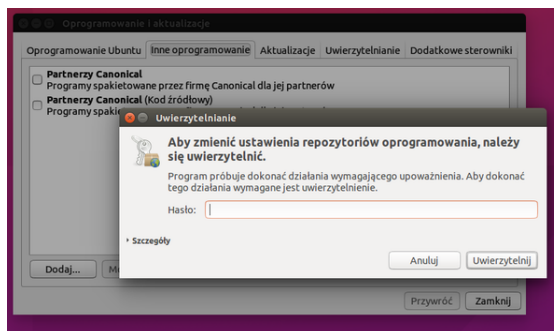 Oprogramowanie i aktualizacje
Oprogramowanie Ubuntu Inne oprogramowanie Aktualizacje Uwierzytelnianie Dodatkowe sterowniki
Partnerzy Canonical
Programy spakietowane przez firmę Canonical dla jej partnerów
Partnerzy Canonical (Kod źródłowy)
Programy
Uwierzytelnianie
Aby zmienić ustawienia repozytoriów oprogramowania, należy
się uwierzytelnić.
Program próbuje dokonać działania wymagającego upoważnienia. Aby dokonać
tego działania wymagane jest uwierzytelnienie.
Hasło:
Szczegóły
Anuluj Uwierzytelnij
Dodaj...
Przywróć Zamknij